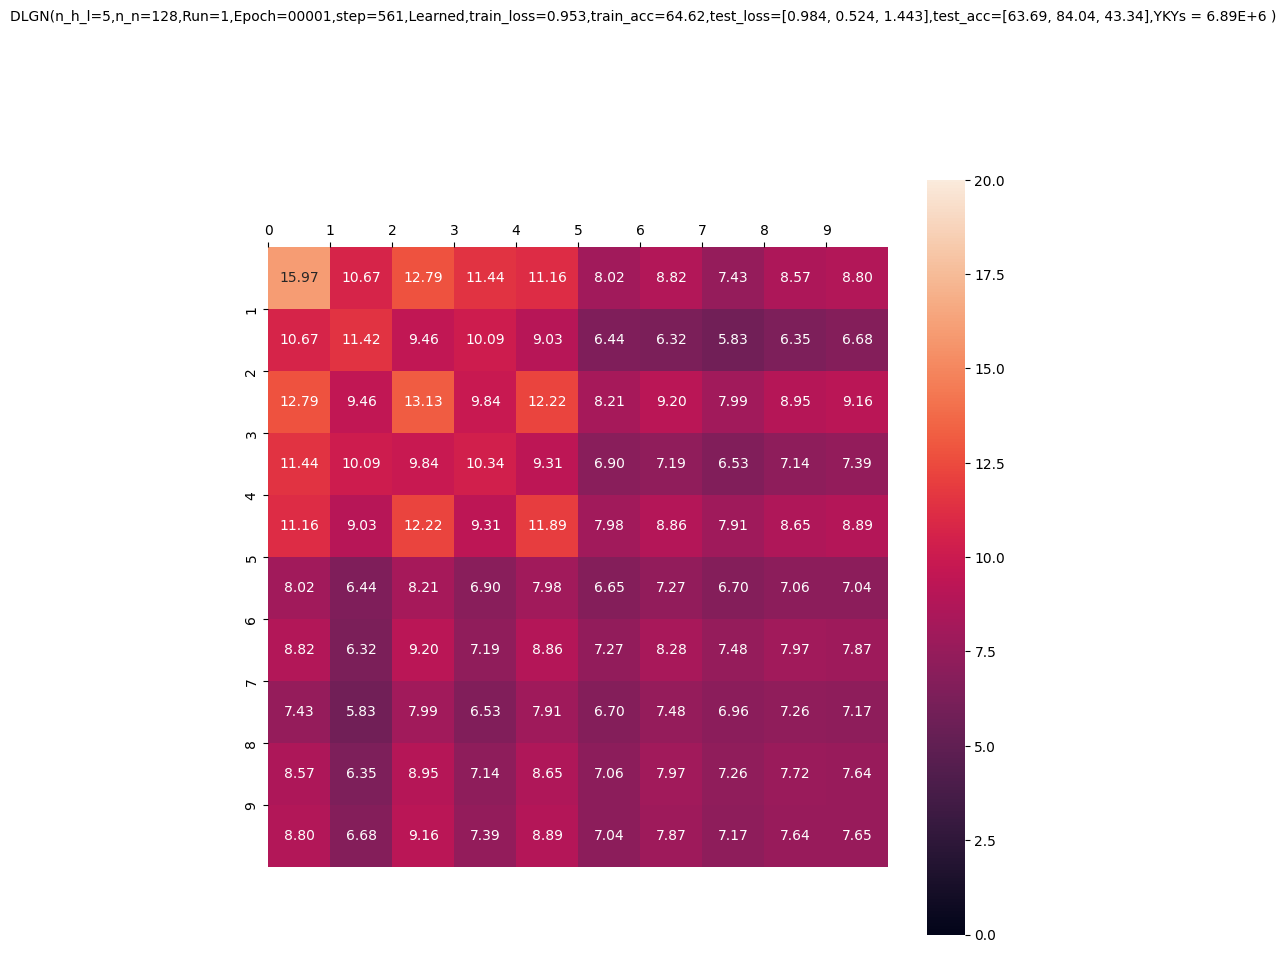 DLGN(n_h_l=5,n_n=128,Run=1,Epoch=00001,step=561,Learned,train_loss=0.953,train_acc=64.62,test_loss=[0.984, 0.524, 1.443],test_acc=[63.69, 84.04, 43.34],YKYs = 6.89E+6 )
20.0
0 1 2 3 4 5 6 7 8 9
17.5
15.97 10.67 12.79 11.44 11.16 8.02 8.82 7.43 8.57 8.80
1
10.67 11.42 9.46 10.09 9.03 6.44 6.32 5.83 6.35 6.68
15.0
2
12.79 9.46 13.13 9.84 12.22 8.21 9.20 7.99 8.95 9.16
3
12.5
11.44 10.09 9.84 10.34 9.31 6.90 7.19 6.53 7.14 7.39
4
11.16 9.03 12.22 9.31 11.89 7.98 8.86 7.91 8.65 8.89
10.0
5
8.02 6.44 8.21 6.90 7.98 6.65 7.27 6.70 7.06 7.04
6
8.82 6.32 9.20 7.19 8.86 7.27 8.28 7.48 7.97 7.87
7.5
7
7.43 5.83 7.99 6.53 7.91 6.70 7.48 6.96 7.26 7.17
8
5.0
8.57 6.35 8.95 7.14 8.65 7.06 7.97 7.26 7.72 7.64
9
8.80 6.68 9.16 7.39 8.89 7.04 7.87 7.17 7.64 7.65
2.5
0.0